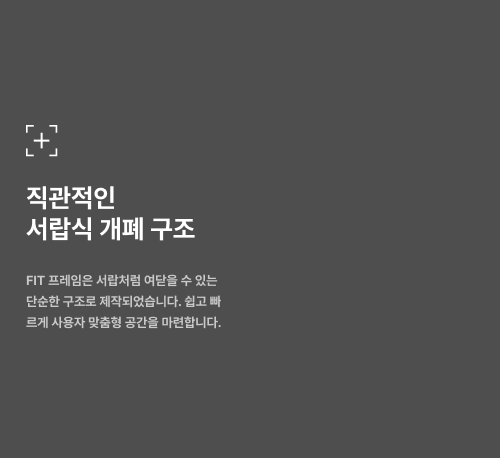 직관적인
서랍식 개폐 구조
FIT 프레임은 서랍처럼 여닫을 수 있는
단순한 구조로 제작되었습니다. 쉽고 빠
르게 사용자 맞춤형 공간을 마련합니다.